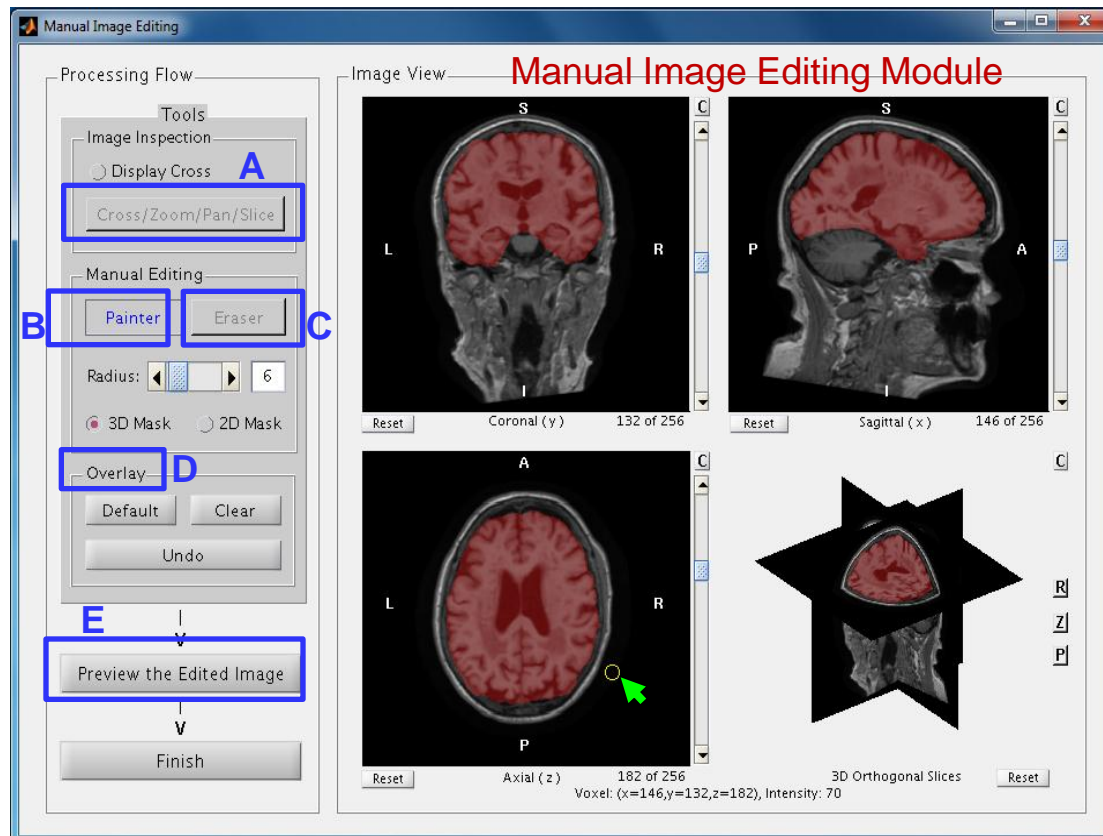 Manual Image Editing
Processing Flow
Tools
Image Inspection
Display Cross
A
Cross/Zoom/Pan/Slice
Manual Editing
B
Painter
Eraser
C
Radius:
6
3D Mask
2D Mask
Overlay
D
Default
Clear
Undo
E
V
Preview the Edited Image
V
Finish
Image View
Manual Image Editing Module
S
C
L
R
I
Reset
Coronal ( y )
132 of 256
S
C
P
A
I
Reset
Sagittal ( x )
146 of 256
A
C
L
R
P
Reset
Axial ( z )
182 of 256
C
R
Z
P
3D Orthogonal Slices
Reset
Voxel: (x=146,y=132,z=182), Intensity: 70